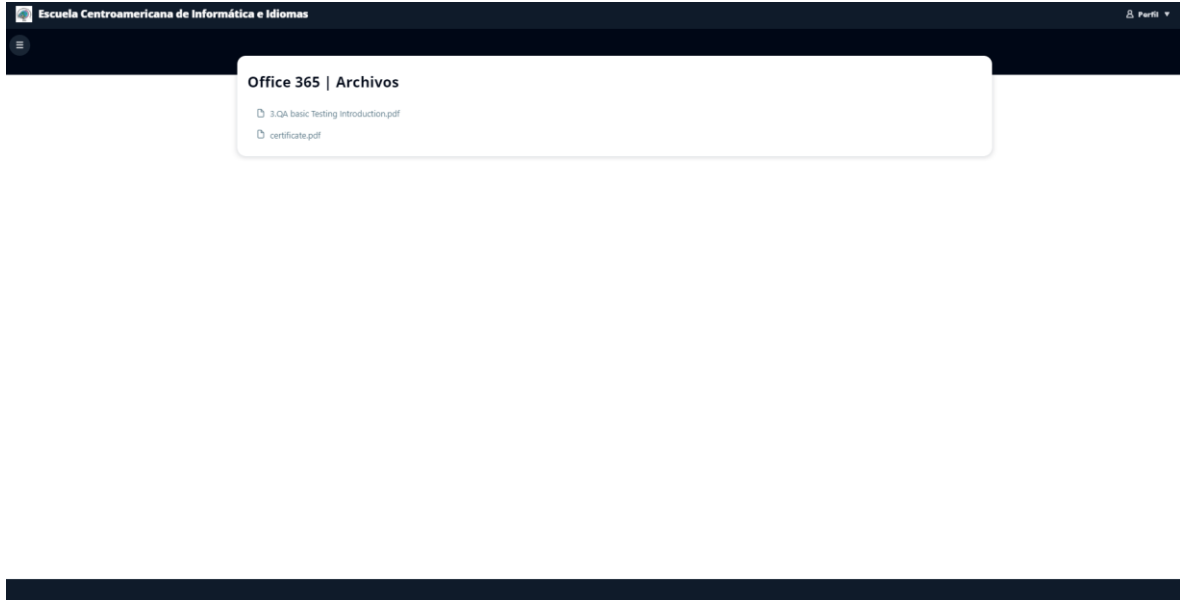 Escuela Centroamericana de Informática e Idiomas
Perfil
Office 365 | Archivos
3.QA basic Testing Introduction.pdf
certificate.pdf